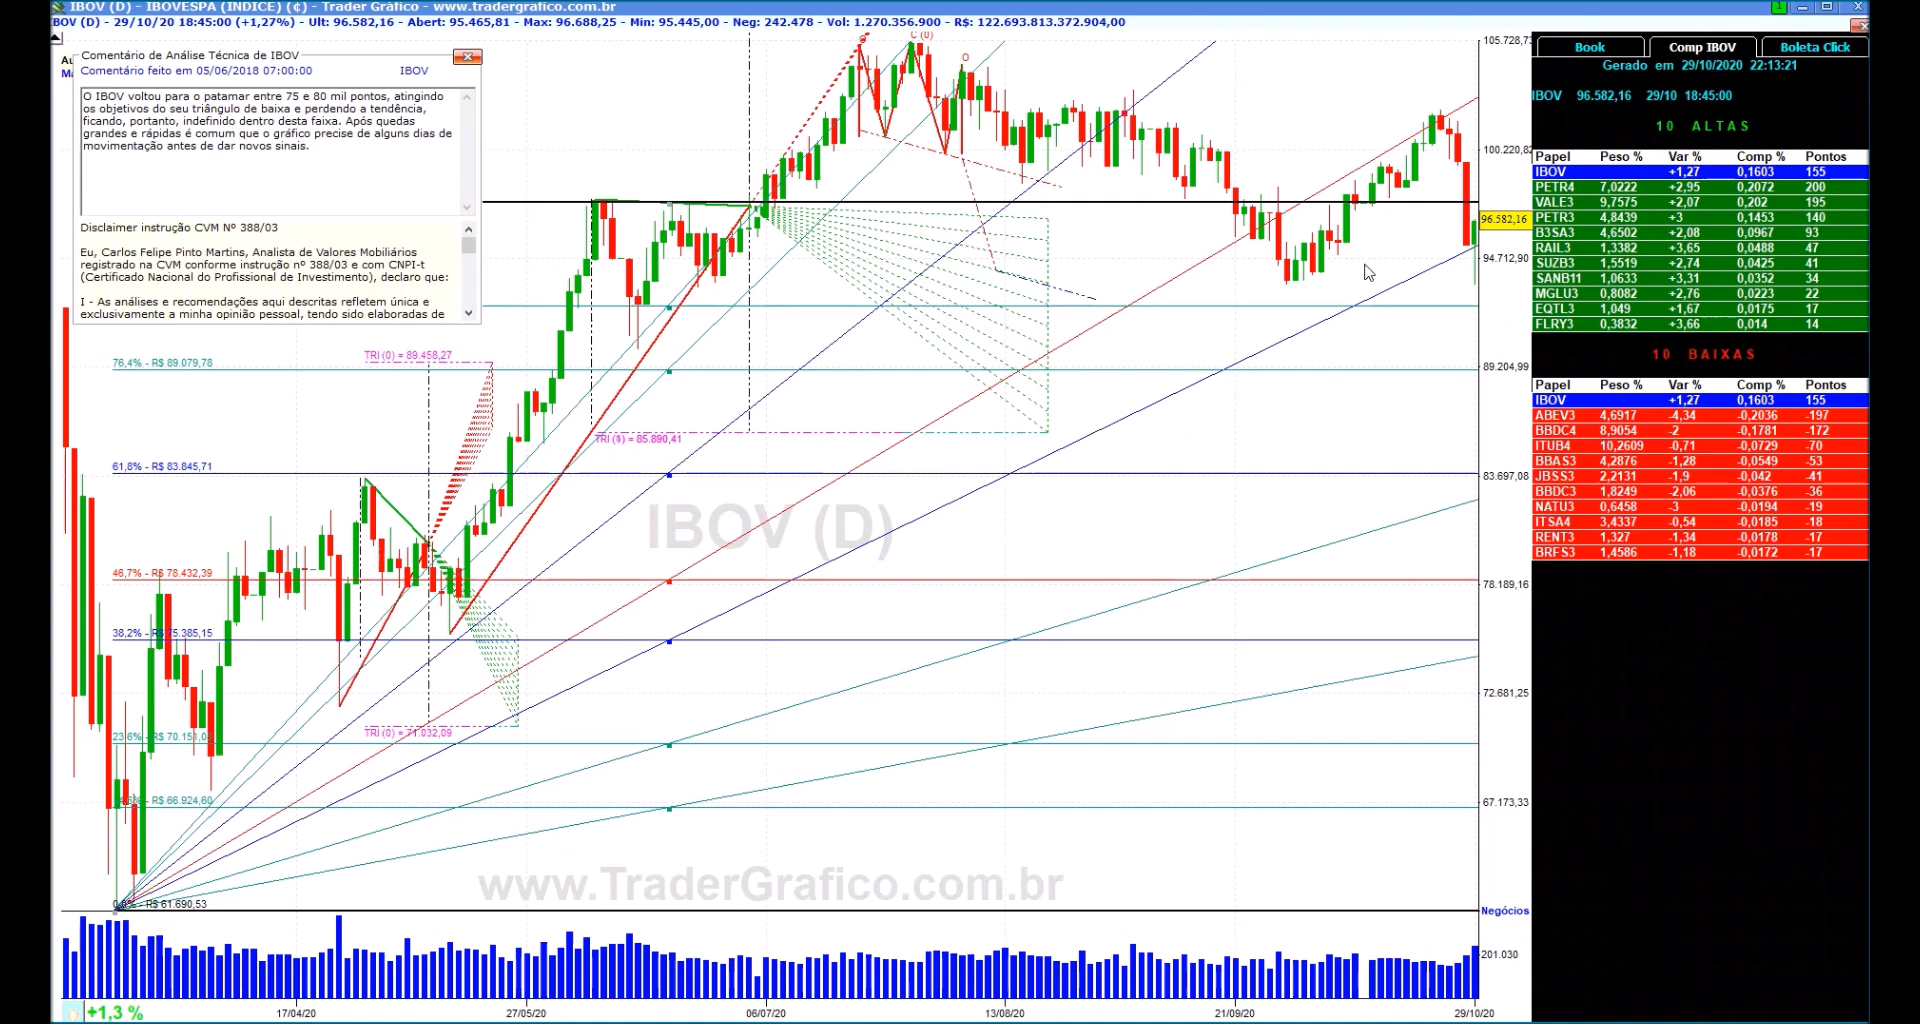 IBOV (D) - IBOVESPA (INDICE) (¢) - Trader Gráfico - www.tradergrafico.com.br
IBOV (D) - 29/10/20 18:45:00 (+1,27%) - Ult: 96.582,16 - Abert: 95.465,81 - Max: 96.688,25 - Min: 95.445,00 - Neg: 242.478 - Vol: 1.270.356.900 - R$: 122.693.813.372.904,00
Comentário de Análise Técnica de IBOV
Comentário feito em 05/06/2018 07:00:00 IBOV
O IBOV voltou para o patamar entre 75 e 80 mil pontos, atingindo
os objetivos do seu triângulo de baixa e perdendo a tendência,
ficando, portanto, indefinido dentro desta faixa. Após quedas
grandes e rápidas é comum que o gráfico precise de alguns dias de
movimentação antes de dar novos sinais.
Disclaimer instrução CVM Nº 388/03
Eu, Carlos Felipe Pinto Martins, Analista de Valores Mobiliários
registrado na CVM conforme instrução nº 388/03 e com CNPI-t
(Certificado Nacional do Profissional de Investimento), declaro que:
I - As análises e recomendações aqui descritas refletem única e
exclusivamente a minha opinião pessoal, tendo sido elaboradas de
C (0)
O
TRI (0) = 89.458,27
76,4% - R$ 89.079,78
TRI (1) = 85.890,41
61,8% - R$ 83.845,71
IBOV (D)
46,7% - R$ 78.432,39
38,2% - R$ 75.385,15
TRI (0) = 71.032,09
23,6% - R$ 70.151,0
R$ 66.924,60
www.TraderGrafico.com.br
R$ 61.690,53
105.728,7
100.220,82
96.582,16
94.712,90
89.204,99
83.697,08
78.189,16
72.681,25
67.173,33
Negócios
201.030
+1,3 %
17/04/20 27/05/20 06/07/20 13/08/20 21/09/20 29/10/20
Book Comp IBOV Boleta Click
Gerado em 29/10/2020 22:13:21
IBOV 96.582,16 29/10 18:45:00
10 ALTAS
Papel Peso % Var % Comp % Pontos
IBOV +1,27 0,1603 155
PETR4 7,0222 +2,95 0,2072 200
VALE3 9,7575 +2,07 0,202 195
PETR3 4,8439 +3 0,1453 140
B3SA3 4,6502 +2,08 0,0967 93
RAIL3 1,3382 +3,65 0,0488 47
SUZB3 1,5519 +2,74 0,0425 41
SANB11 1,0633 +3,31 0,0352 34
MGLU3 0,8082 +2,76 0,0223 22
EQTL3 1,049 +1,67 0,0175 17
FLRY3 0,3832 +3,66 0,014 14
10 BAIXAS
Papel Peso % Var % Comp % Pontos
IBOV +1,27 0,1603 155
ABEV3 4,6917 -4,34 -0,2036 -197
BBDC4 8,9054 -2 -0,1781 -172
ITUB4 10,2609 -0,71 -0,0729 -70
BBAS3 4,2876 -1,28 -0,0549 -53
JBSS3 2,2131 -1,9 -0,042 -41
BBDC3 1,8249 -2,06 -0,0376 -36
NATU3 0,6458 -3 -0,0194 -19
ITSA4 3,4337 -0,54 -0,0185 -18
RENT3 1,327 -1,34 -0,0178 -17
BRFS3 1,4586 -1,18 -0,0172 -17